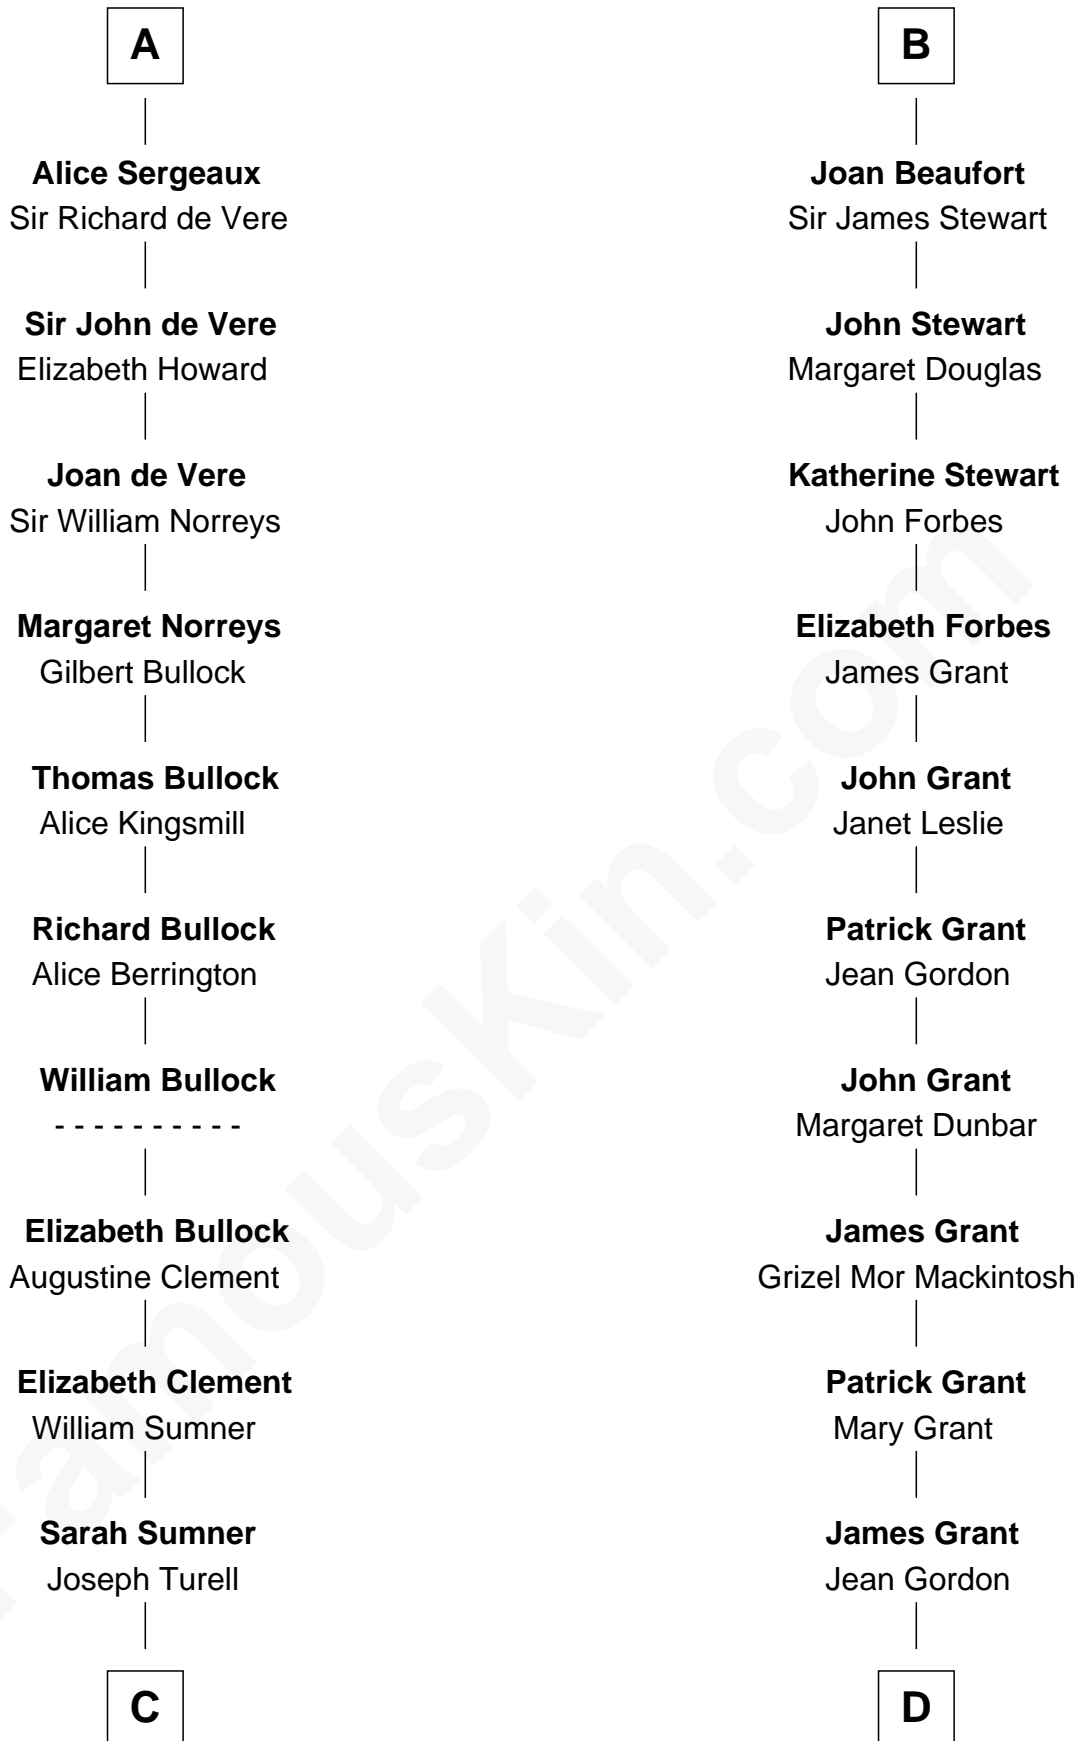 A
Alice Sergeaux
Sir Richard de Vere
Sir John de Vere
Elizabeth Howard
Joan de Vere
Sir William Norreys
Margaret Norreys
Gilbert Bullock
Thomas Bullock
Alice Kingsmill
Richard Bullock
Alice Berrington
William Bullock
- - - - - - - - - -
Elizabeth Bullock
Augustine Clement
Elizabeth Clement
William Sumner
Sarah Sumner
Joseph Turell
C
B
Joan Beaufort
Sir James Stewart
John Stewart
Margaret Douglas
Katherine Stewart
John Forbes
Elizabeth Forbes
James Grant
John Grant
Janet Leslie
Patrick Grant
Jean Gordon
John Grant
Margaret Dunbar
James Grant
Grizel Mor Mackintosh
Patrick Grant
Mary Grant
James Grant
Jean Gordon
D
FamousKin.com